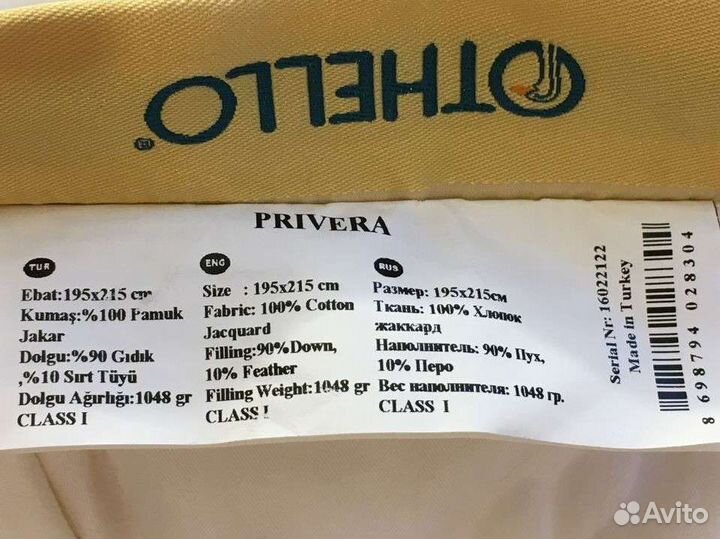 OTHELLO®
PRIVERA
TUR
Ebat:195x215 cm
Kumaş:%100 Pamuk
Jakar
Dolgu:%90 Gıdık
,%10 Sırt Tüyü
Dolgu Ağırlığı:1048 gr
CLASS I
ENG
Size : 195x215 cm
Fabric: 100% Cotton
Jacquard
Filling:90%Down,
10% Feather
Filling Weight:1048 gr
CLASS I
RUS
Размер: 195x215см
Ткань: 100% Хлопок
жаккард
Наполнитель: 90% Пух,
10% Перо
Вес наполнителя: 1048 гр.
CLASS I
Serial Nr: 16022122
Made in Turkey
8 698794 028304
Avito